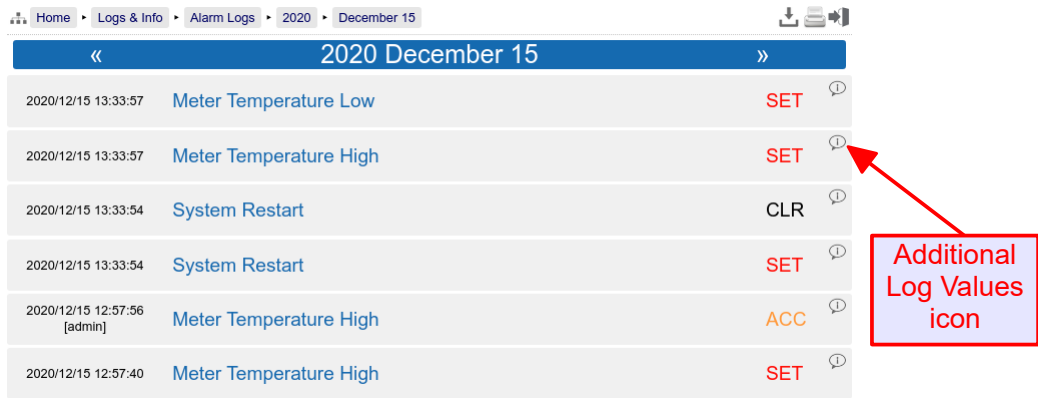 Home ‣ Logs & Info ‣ Alarm Logs ‣ 2020 ‣ December 15
« 2020 December 15 »
2020/12/15 13:33:57 Meter Temperature Low SET
2020/12/15 13:33:57 Meter Temperature High SET
2020/12/15 13:33:54 System Restart CLR
2020/12/15 13:33:54 System Restart SET
2020/12/15 12:57:56
[admin]
Meter Temperature High ACC
2020/12/15 12:57:40 Meter Temperature High SET
Additional
Log Values
icon